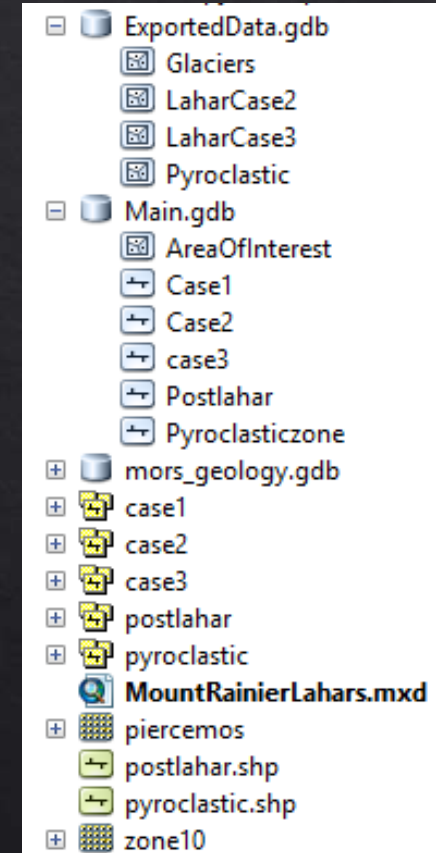 ExportedData.gdb
Glaciers
LaharCase2
LaharCase3
Pyroclastic
Main.gdb
AreaOfInterest
Case1
Case2
case3
Postlahar
Pyroclasticzone
mors_geology.gdb
case1
case2
case3
postlahar
pyroclastic
MountRainierLahars.mxd
piercemos
postlahar.shp
pyroclastic.shp
zone10